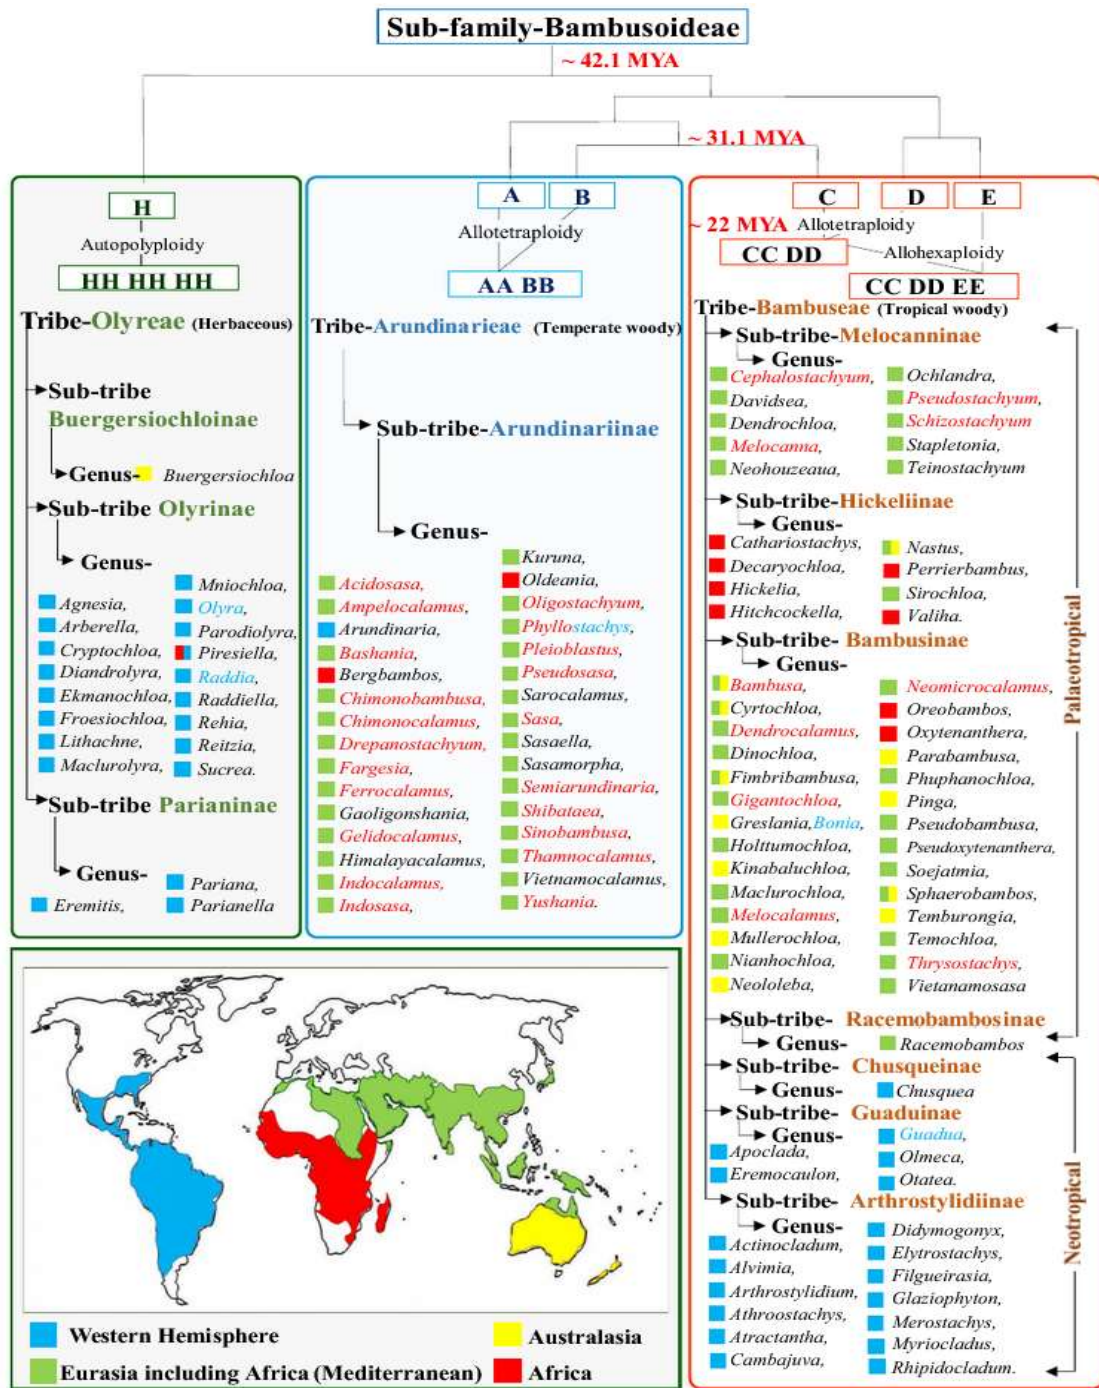 Sub-family-Bambusoideae
~ 42.1 MYA
~ 31.1 MYA
H
Autopolyploidy
HH HH HH
Tribe-Olyreae (Herbaceous)
Sub-tribe
Buergersiochloinae
Genus- Buergersiochloa
Sub-tribe Olyrinae
Genus-
Agnesia,
Arberella,
Cryptochloa,
Diandrolyra,
Ekmanochloa,
Froesiochloa,
Lithachne,
Maclurolyra,
Mniochloa,
Olyra,
Parodiolyra,
Piresiella,
Raddia,
Raddiella,
Rehia,
Reitzia,
Sucrea.
Sub-tribe Parianinae
Genus-
Eremitis,
Pariana,
Parianella
A
B
Allotetraploidy
AA BB
Tribe-Arundinarieae (Temperate woody)
Sub-tribe-Arundinariinae
Genus-
Acidosasa,
Ampelocalamus,
Arundinaria,
Bashania,
Bergbambos,
Chimonobambusa,
Chimonocalamus,
Drepanostachyum,
Fargesia,
Ferrocalamus,
Gaoligonshania,
Gelidocalamus,
Himalayacalamus,
Indocalamus,
Indosasa,
Kuruna,
Oldeania,
Oligostachyum,
Phyllostachys,
Pleioblastus,
Pseudosasa,
Sarocalamus,
Sasa,
Sasaella,
Sasamorpha,
Semiarundinaria,
Shibataea,
Sinobambusa,
Thamnocalamus,
Vietnamocalamus,
Yushania.
C
D
E
~ 22 MYA
Allotetraploidy
CC DD
Allohexaploidy
CC DD EE
Tribe-Bambuseae (Tropical woody)
Sub-tribe-Melocanninae
Genus-
Cephalostachyum,
Davidsea,
Dendrochloa,
Melocanna,
Neohouzeaua,
Ochlandra,
Pseudostachyum,
Schizostachyum
Stapletonia,
Teinostachyum
Sub-tribe-Hickeliinae
Genus-
Cathariostachys,
Decaryochloa,
Hickelia,
Hitchcockella,
Nastus,
Perrierbambus,
Sirochloa,
Valiha.
Sub-tribe- Bambusinae
Genus-
Bambusa,
Cyrtochloa,
Dendrocalamus,
Dinochloa,
Fimbribambusa,
Gigantochloa,
Greslania,Bonia,
Holttumochloa,
Kinabaluchloa,
Maclurochloa,
Melocalamus,
Mullerochloa,
Nianhochloa,
Neololeba,
Neomicrocalamus,
Oreobambos,
Oxytenanthera,
Parabambusa,
Phuphanochloa,
Pinga,
Pseudobambusa,
Pseudoxytenanthera,
Soejatmia,
Sphaerobambos,
Temburongia,
Temochloa,
Thrysostachys,
Vietanamosasa
Sub-tribe- Racemobambosinae
Genus- Racemobambos
Sub-tribe- Chusqueinae
Genus- Chusquea
Sub-tribe- Guaduinae
Genus-
Apoclada,
Eremocaulon,
Guadua,
Olmeca,
Otatea.
Sub-tribe- Arthrostylidiinae
Genus-
Actinocladum,
Alvimia,
Arthrostylidium,
Athroostachys,
Atractantha,
Cambajuva,
Didymogonyx,
Elytrostachys,
Filgueirasia,
Glaziophyton,
Merostachys,
Myriocladus,
Rhipidocladum.
Palaeotropical
Neotropical
Western Hemisphere
Australasia
Eurasia including Africa (Mediterranean)
Africa